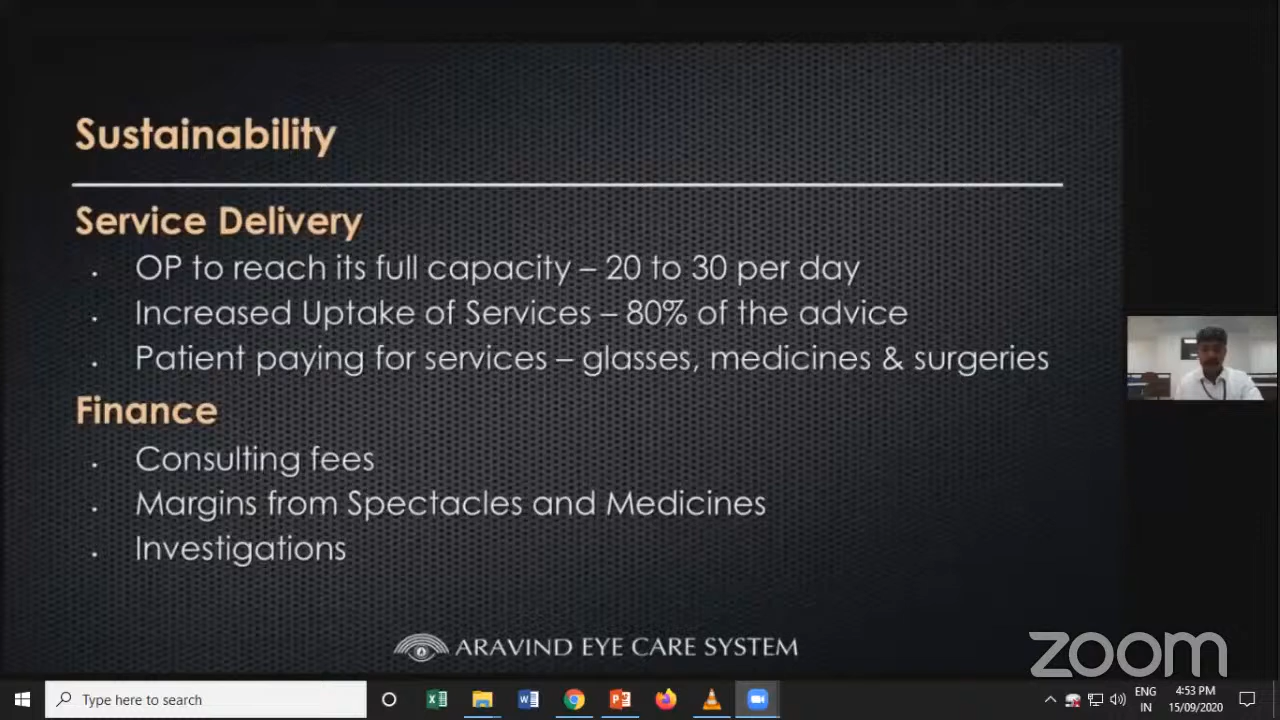 Sustainability
Service Delivery
· OP to reach its full capacity – 20 to 30 per day
· Increased Uptake of Services – 80% of the advice
· Patient paying for services – glasses, medicines & surgeries
Finance
· Consulting fees
· Margins from Spectacles and Medicines
· Investigations
ARAVIND EYE CARE SYSTEM
zoom
Type here to search
ENG
IN
4:53 PM
15/09/2020